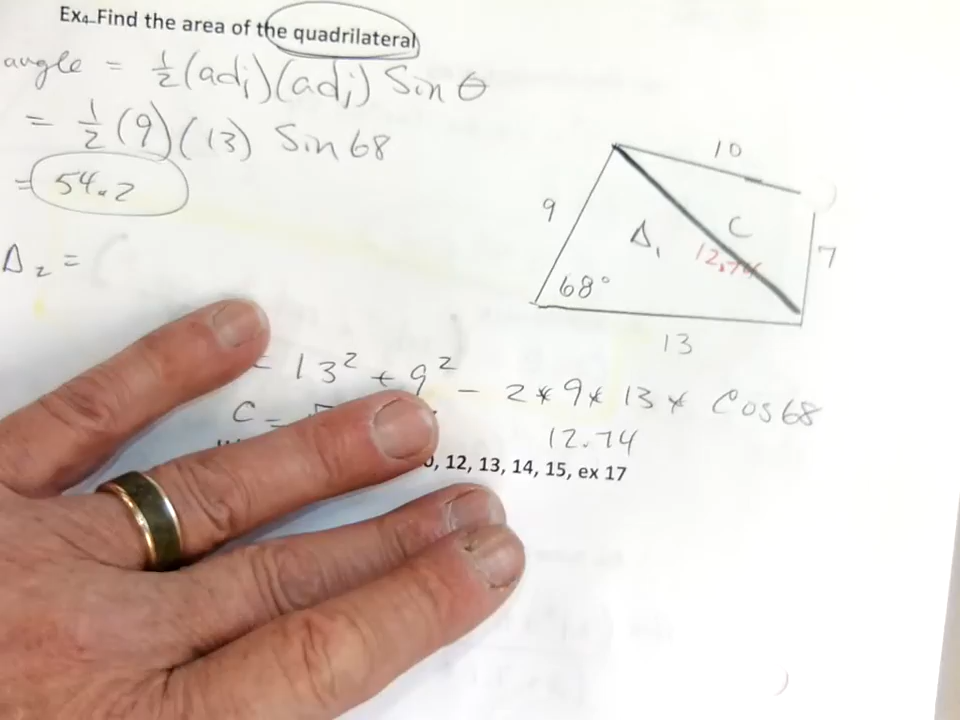 Ex4 Find the area of the quadrilateral
angle = ½(adj)(adj) Sin θ
= ½(9)(13) Sin 68
= 54.2
Δ2 =
10
9
Δ1
C
12.74
7
68°
13
= 13² + 9² - 2 * 9 * 13 * Cos 68
C =
12.74
12, 13, 14, 15, ex 17